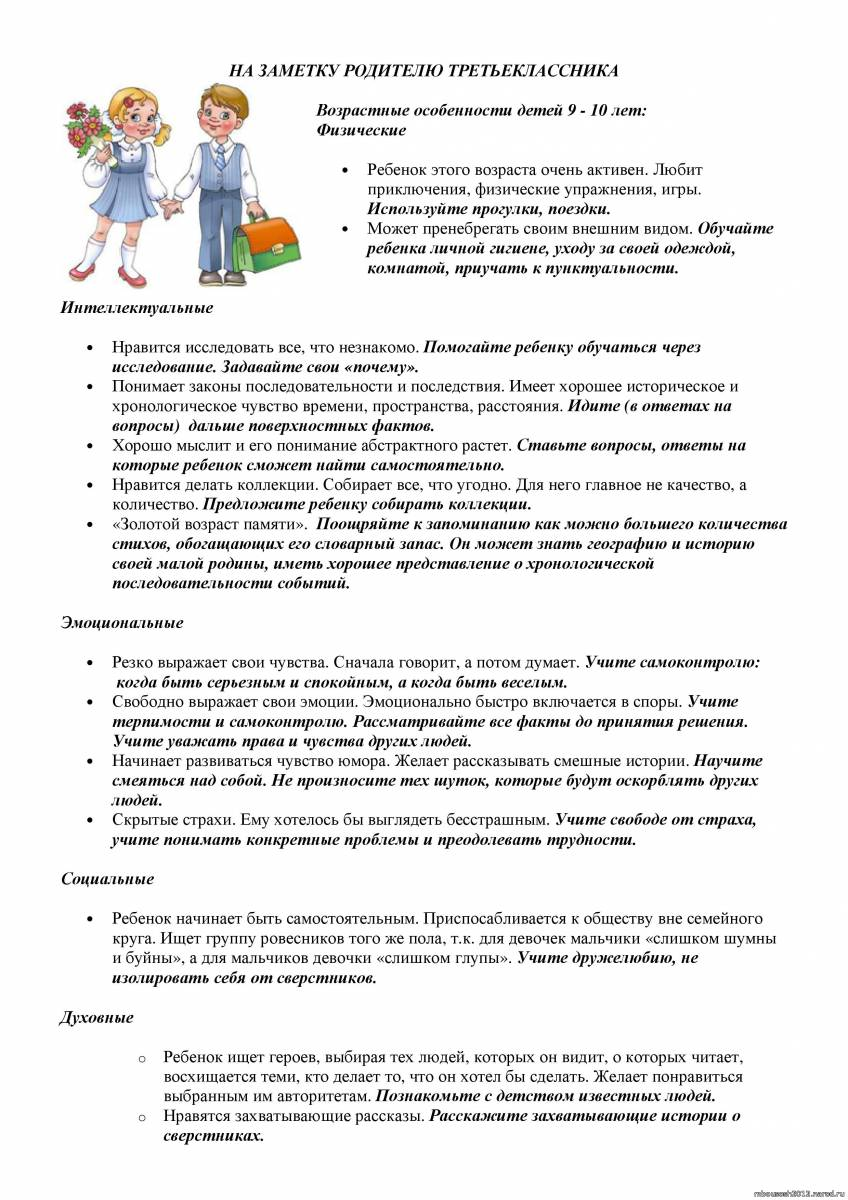 НА ЗАМЕТКУ РОДИТЕЛЮ ТРЕТЬЕКЛАССНИКА
Возрастные особенности детей 9 - 10 лет:
Физические
• Ребенок этого возраста очень активен. Любит
приключения, физические упражнения, игры.
Используйте прогулки, поездки.
• Может пренебрегать своим внешним видом. Обучайте
ребенка личной гигиене, уходу за своей одеждой,
комнатой, приучать к пунктуальности.
Интеллектуальные
• Нравится исследовать все, что незнакомо. Помогайте ребенку обучаться через
исследование. Задавайте свои «почему».
• Понимает законы последовательности и последствия. Имеет хорошее историческое и
хронологическое чувство времени, пространства, расстояния. Идите (в ответах на
вопросы) дальше поверхностных фактов.
• Хорошо мыслит и его понимание абстрактного растет. Ставьте вопросы, ответы на
которые ребенок сможет найти самостоятельно.
• Нравится делать коллекции. Собирает все, что угодно. Для него главное не качество, а
количество. Предложите ребенку собирать коллекции.
• «Золотой возраст памяти». Поощряйте к запоминанию как можно большего количества
стихов, обогащающих его словарный запас. Он может знать географию и историю
своей малой родины, иметь хорошее представление о хронологической
последовательности событий.
Эмоциональные
• Резко выражает свои чувства. Сначала говорит, а потом думает. Учите самоконтролю:
когда быть серьезным и спокойным, а когда быть веселым.
• Свободно выражает свои эмоции. Эмоционально быстро включается в споры. Учите
терпимости и самоконтролю. Рассматривайте все факты до принятия решения.
Учите уважать права и чувства других людей.
• Начинает развиваться чувство юмора. Желает рассказывать смешные истории. Научите
смеяться над собой. Не произносите тех шуток, которые будут оскорблять других
людей.
• Скрытые страхи. Ему хотелось бы выглядеть бесстрашным. Учите свободе от страха,
учите понимать конкретные проблемы и преодолевать трудности.
Социальные
• Ребенок начинает быть самостоятельным. Приспосабливается к обществу вне семейного
круга. Ищет группу ровесников того же пола, т.к. для девочек мальчики «слишком шумны
и буйны», а для мальчиков девочки «слишком глупы». Учите дружелюбию, не
изолировать себя от сверстников.
Духовные
o Ребенок ищет героев, выбирая тех людей, которых он видит, о которых читает,
восхищается теми, кто делает то, что он хотел бы сделать. Желает понравиться
выбранным им авторитетам. Познакомьте с детством известных людей.
o Нравятся захватывающие рассказы. Расскажите захватывающие истории о
сверстниках.
mbousosh2012.narod.ru